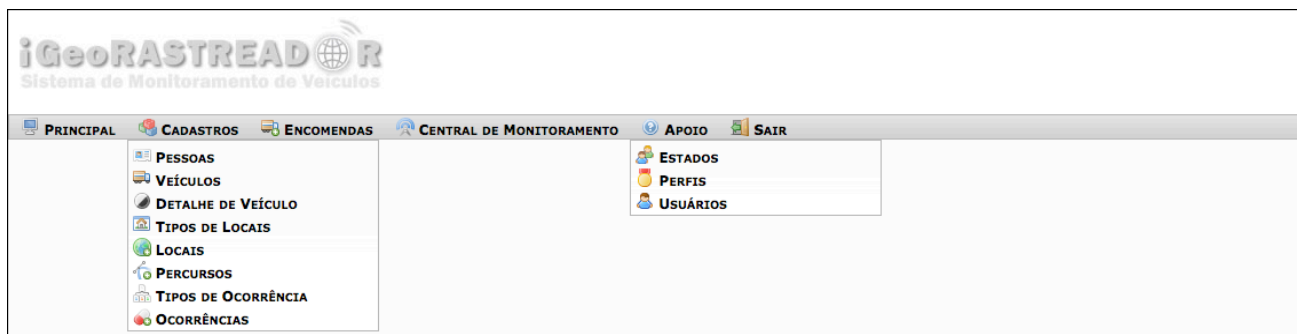 iGeoRASTREADOR
Sistema de Monitoramento de Veículos
PRINCIPAL CADASTROS ENCOMENDAS CENTRAL DE MONITORAMENTO APOIO SAIR
PESSOAS
VEÍCULOS
DETALHE DE VEÍCULO
TIPOS DE LOCAIS
LOCAIS
PERCURSOS
TIPOS DE OCORRÊNCIA
OCORRÊNCIAS
ESTADOS
PERFIS
USUÁRIOS